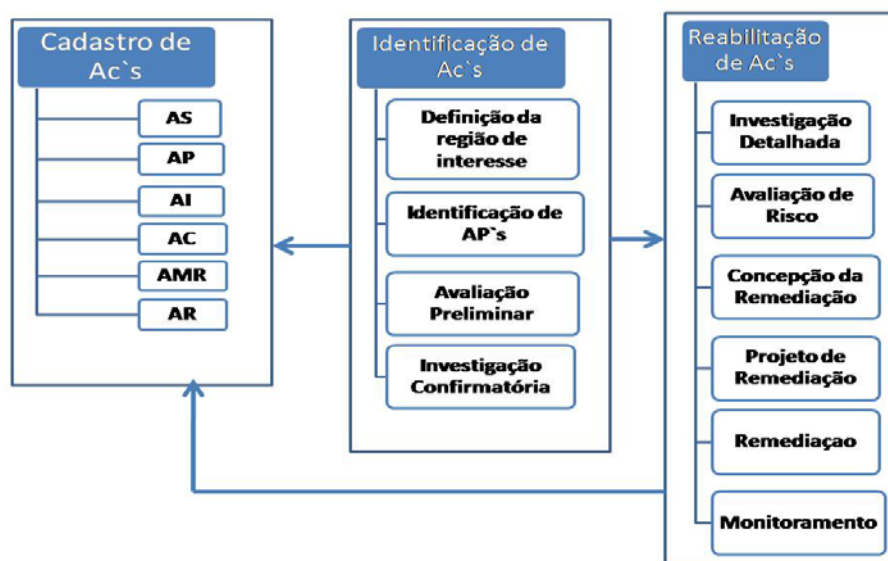 Cadastro de
Ac`s
AS
AP
AI
AC
AMR
AR
Identificação de
Ac`s
Definição da
região de
interesse
Identificação de
AP`s
Avaliação
Preliminar
Investigação
Confirmatória
Reabilitação
de Ac`s
Investigação
Detalhada
Avaliação de
Risco
Concepção da
Remediação
Projeto de
Remediação
Remediaçao
Monitoramento